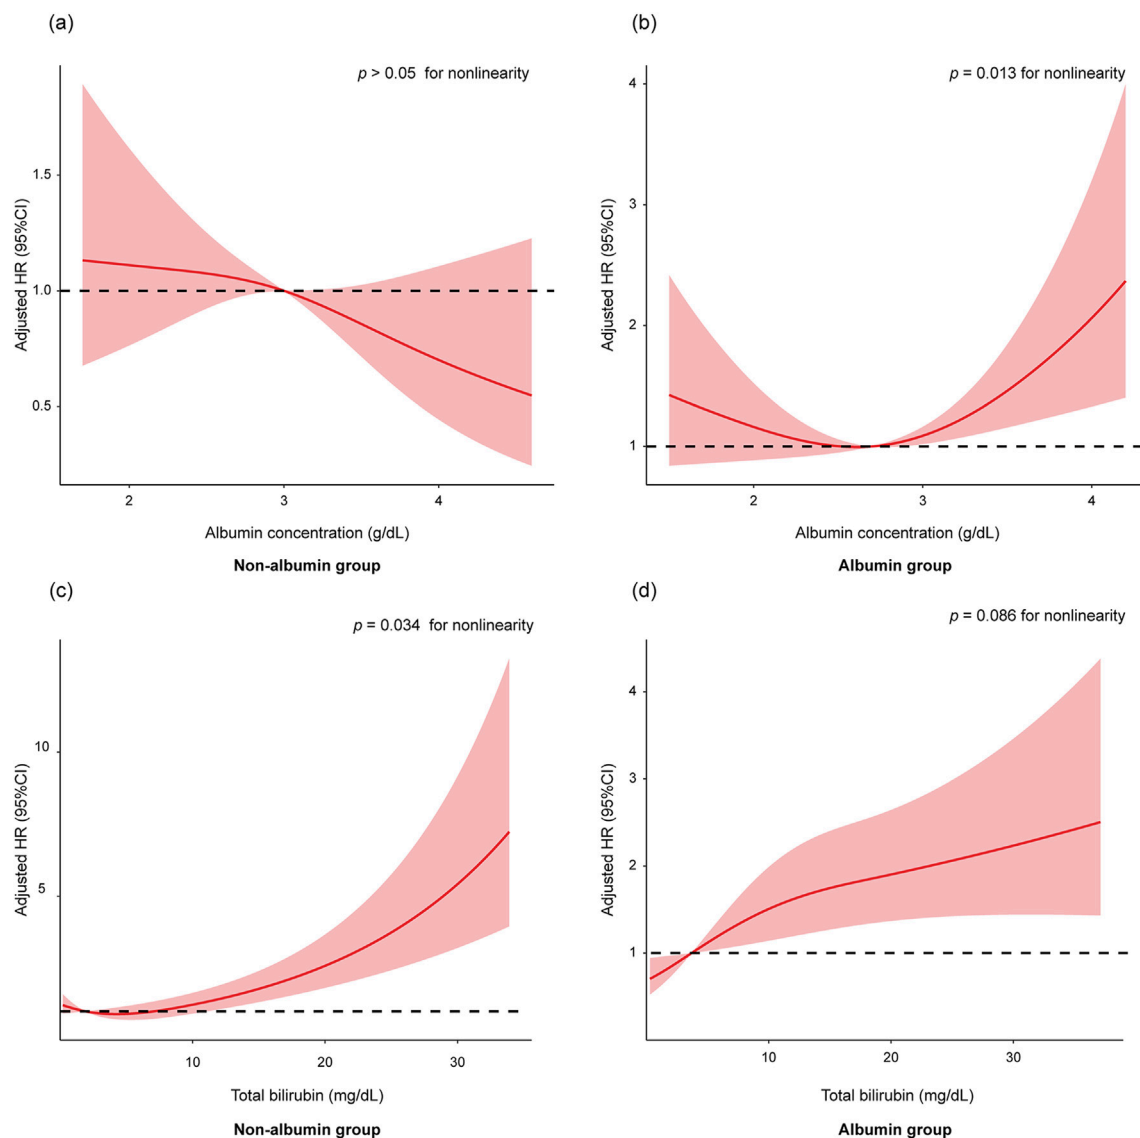 (a)
p > 0.05 for nonlinearity
Adjusted HR (95%CI)
1.5
1.0
0.5
2 3 4
Albumin concentration (g/dL)
Non-albumin group
(b)
p = 0.013 for nonlinearity
Adjusted HR (95%CI)
4
3
2
1
2 3 4
Albumin concentration (g/dL)
Albumin group
(c)
p = 0.034 for nonlinearity
Adjusted HR (95%CI)
10
5
10 20 30
Total bilirubin (mg/dL)
Non-albumin group
(d)
p = 0.086 for nonlinearity
Adjusted HR (95%CI)
4
3
2
1
10 20 30
Total bilirubin (mg/dL)
Albumin group